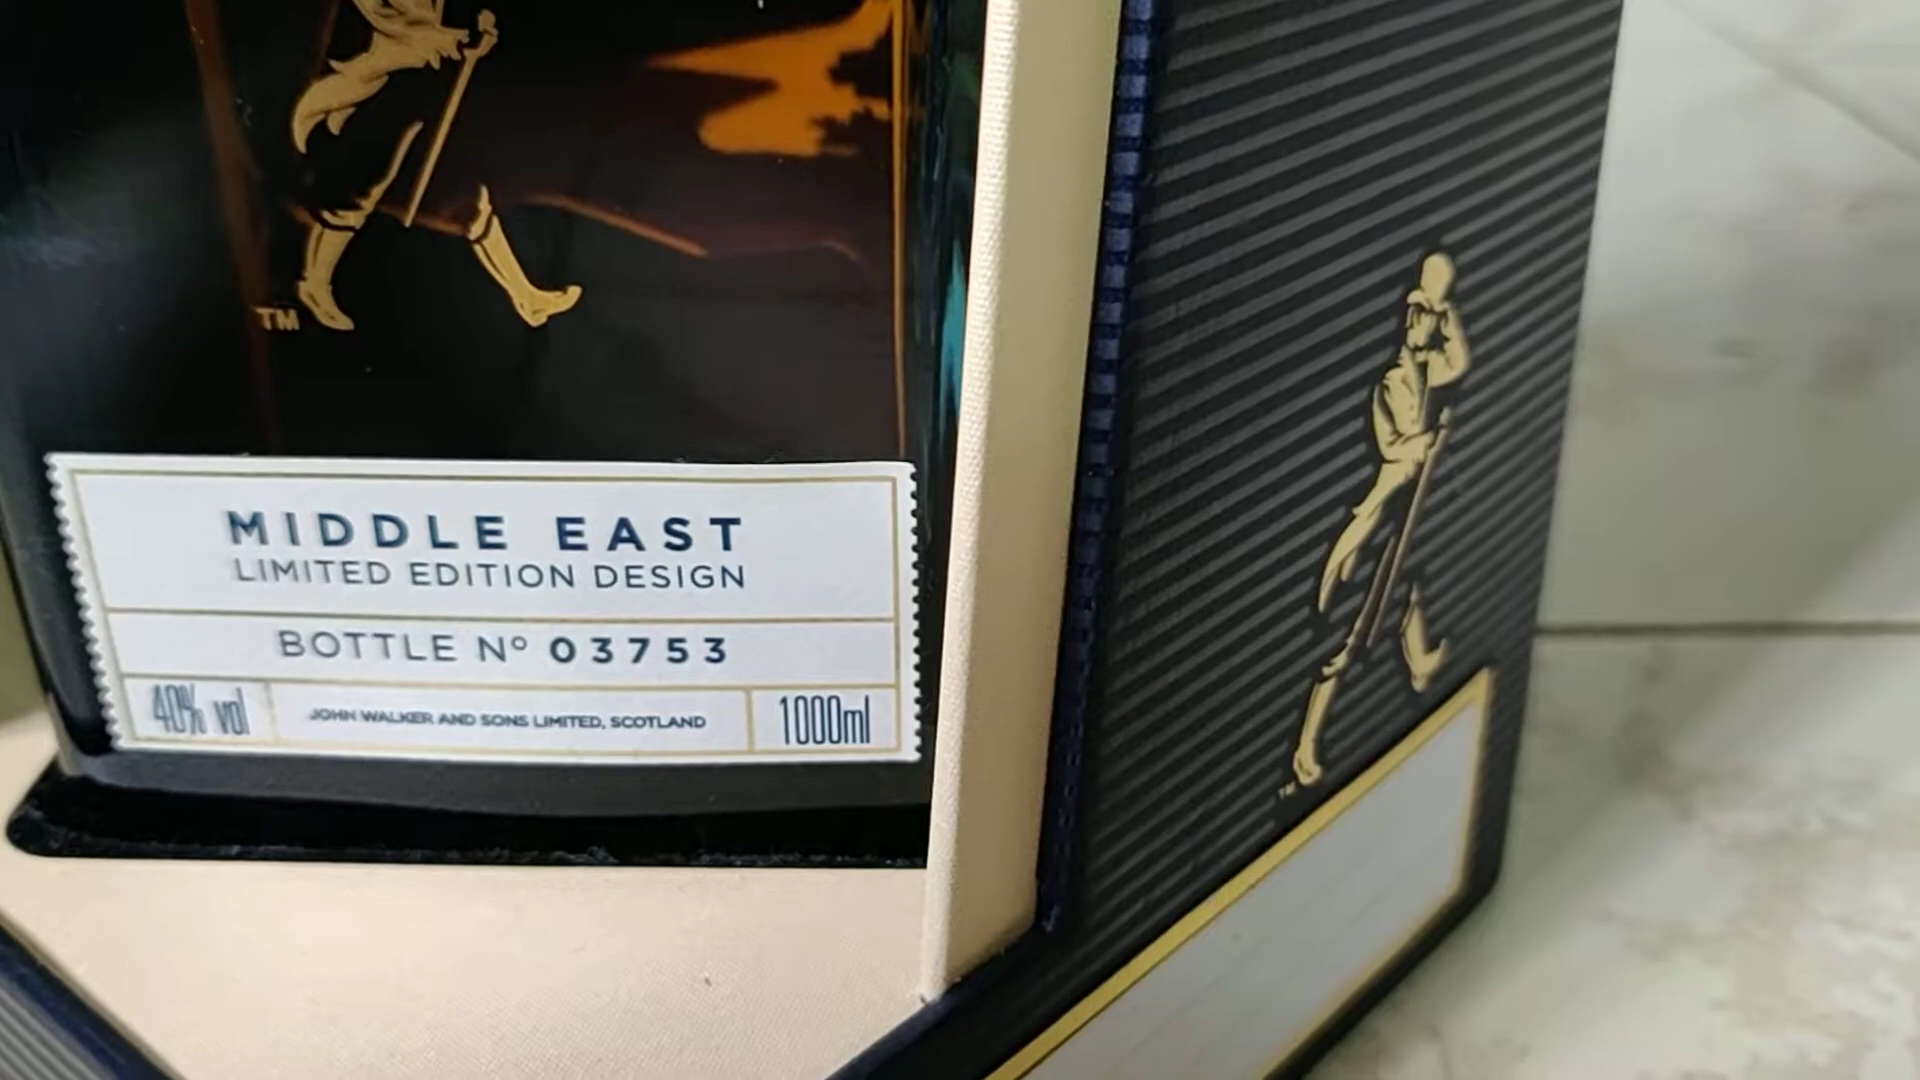 TM
MIDDLE EAST
LIMITED EDITION DESIGN
BOTTLE Nº 03753
40% vol
JOHN WALKER AND SONS LIMITED, SCOTLAND
1000ml
TM